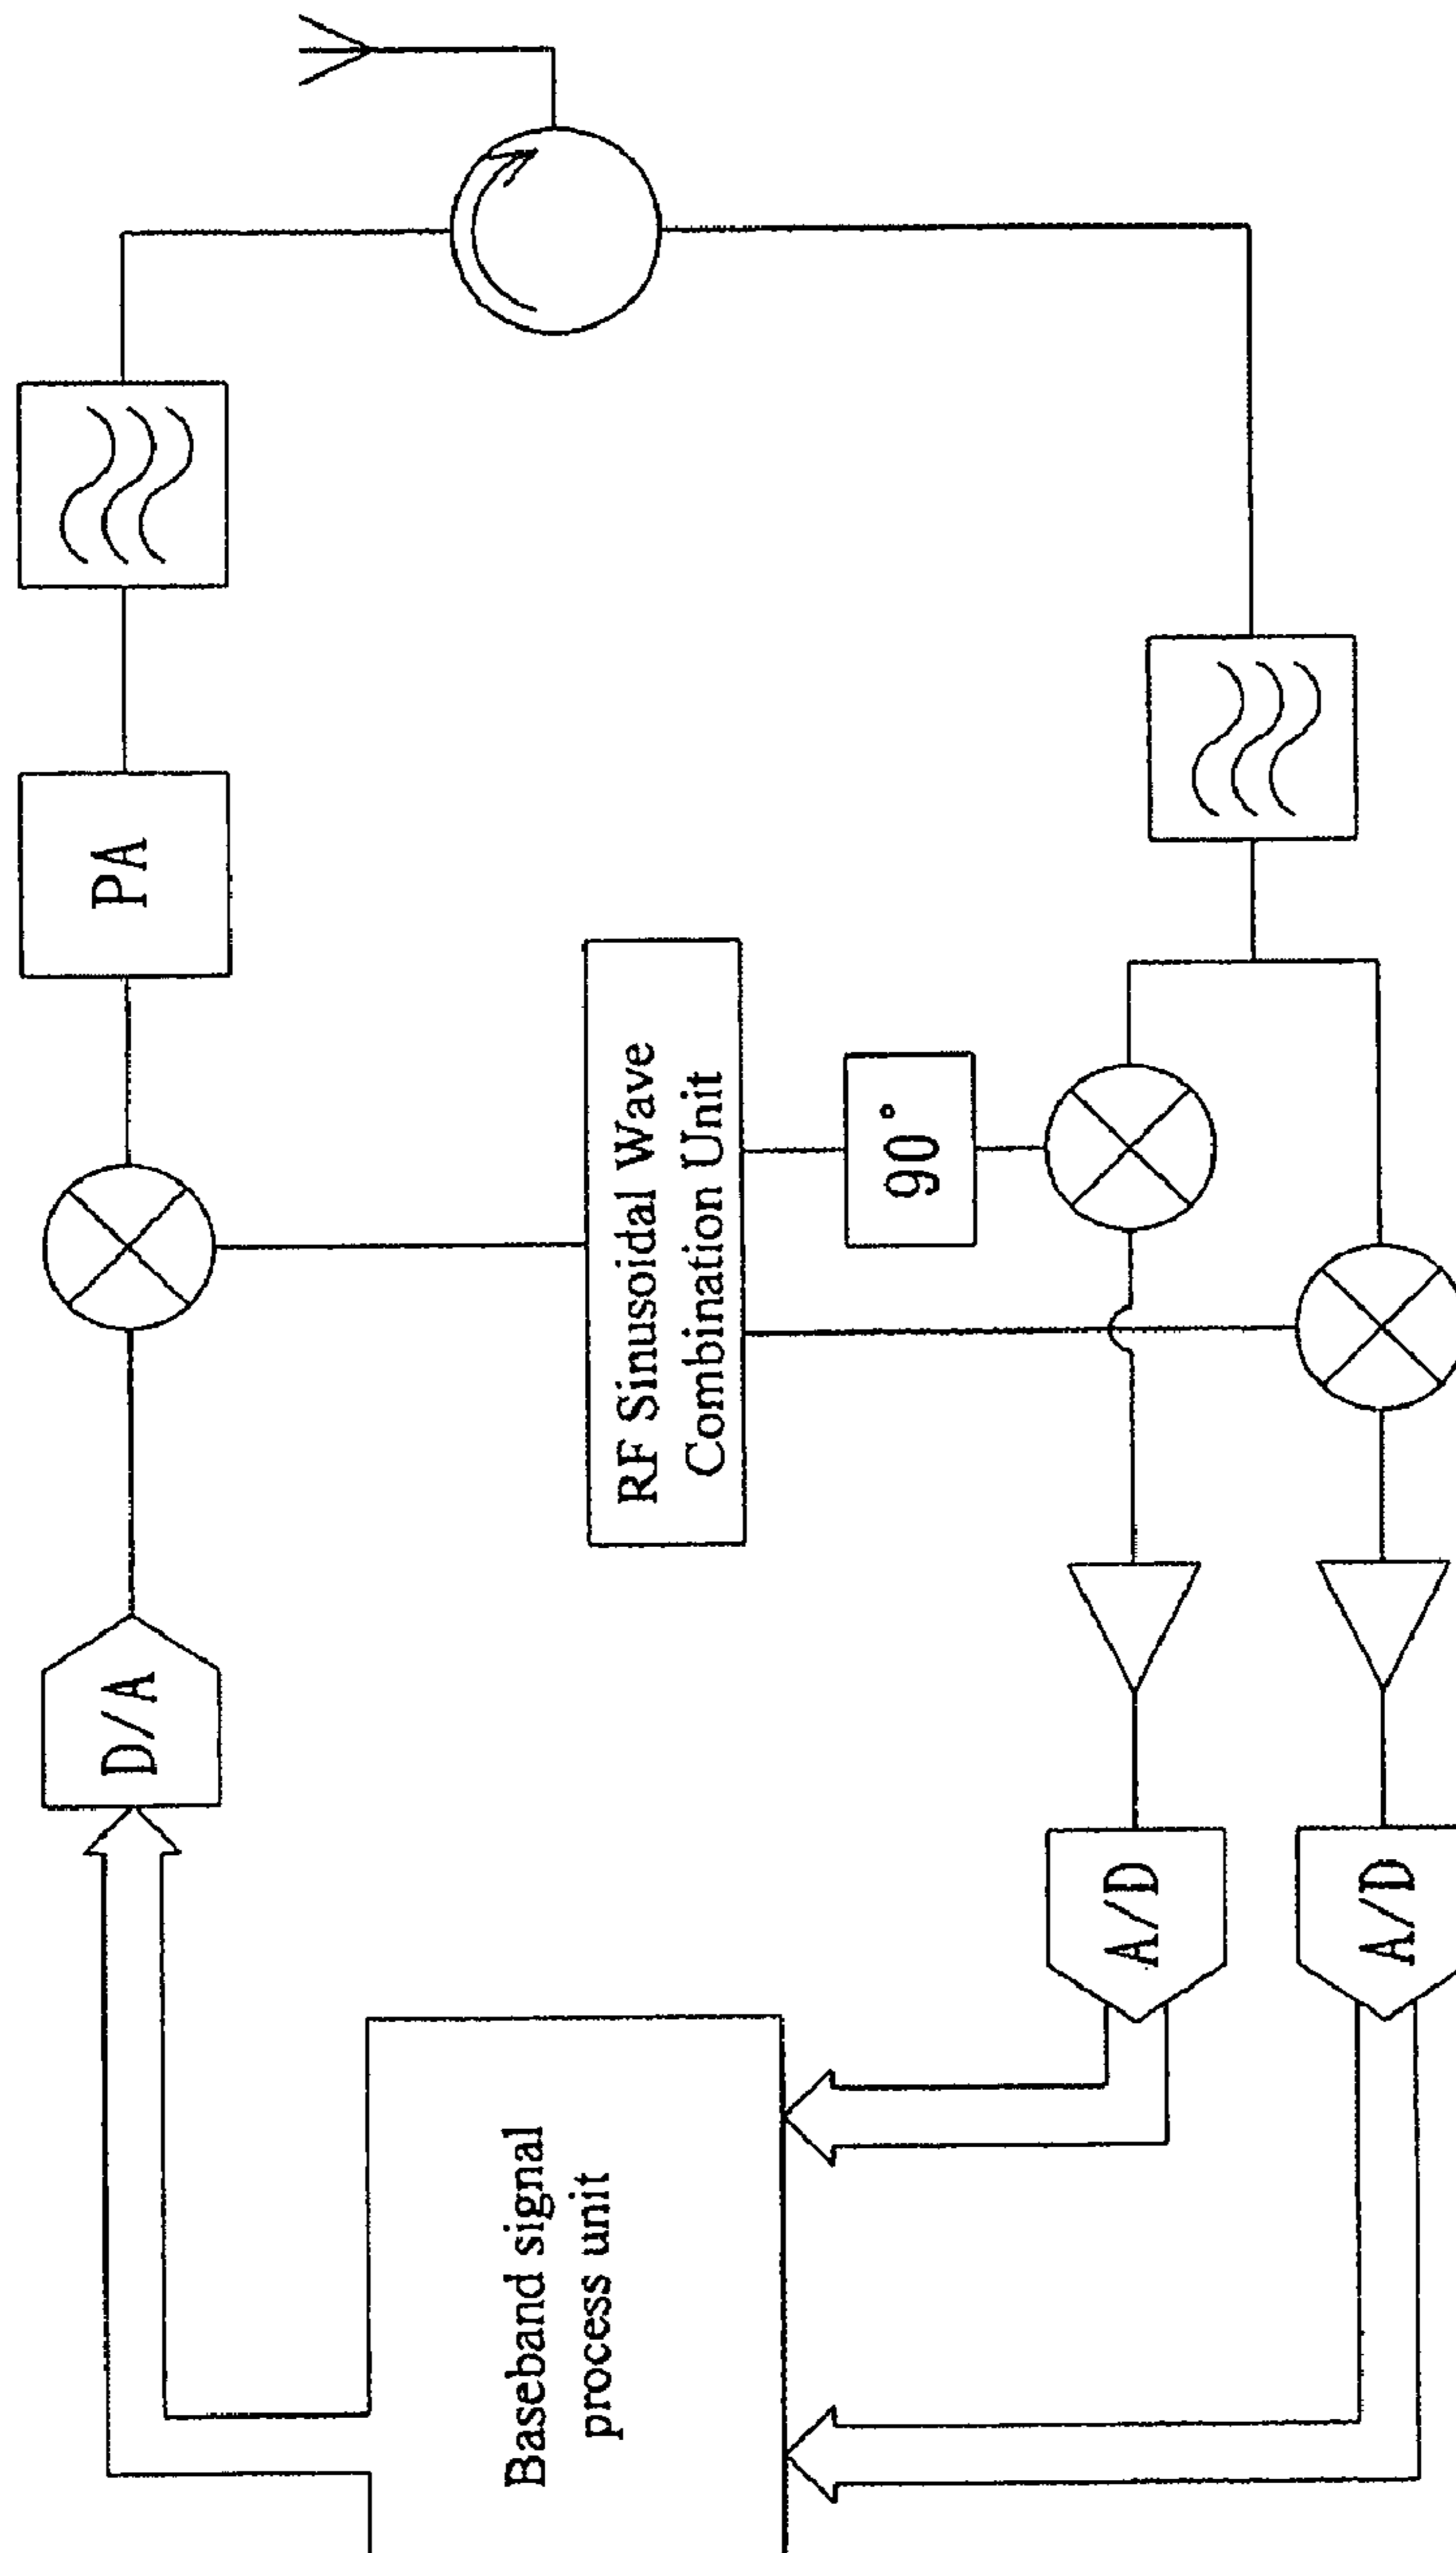 PA
D/A
RF Sinusoidal Wave
Combination Unit
90°
Baseband signal
process unit
A/D
A/D